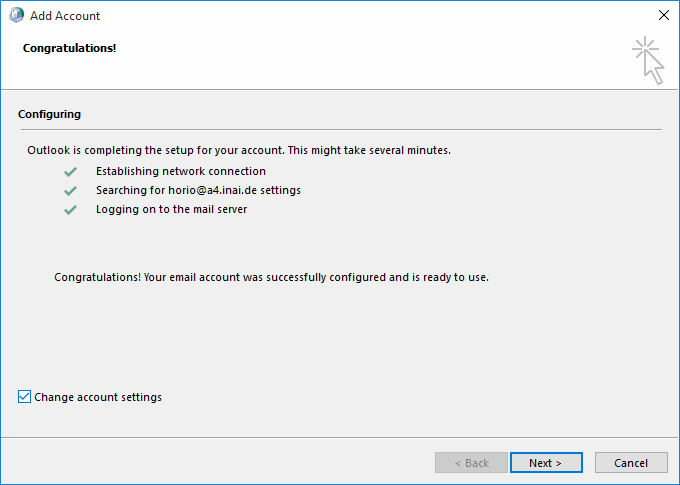 Add Account
Congratulations!
Configuring
Outlook is completing the setup for your account. This might take several minutes.
Establishing network connection
Searching for horio@a4.inai.de settings
Logging on to the mail server
Congratulations! Your email account was successfully configured and is ready to use.
Change account settings
< Back Next > Cancel